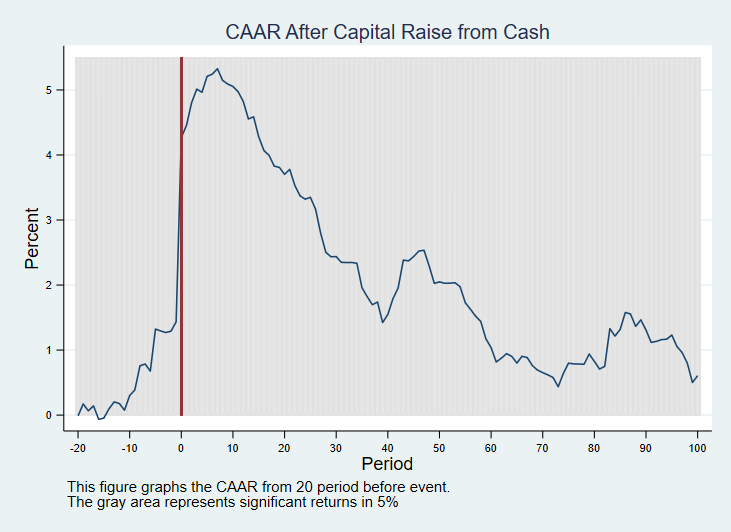 CAAR After Capital Raise from Cash
Percent
5
4
3
2
1
0
-20 -10 0 10 20 30 40 50 60 70 80 90 100
Period
This figure graphs the CAAR from 20 period before event.
The gray area represents significant returns in 5%